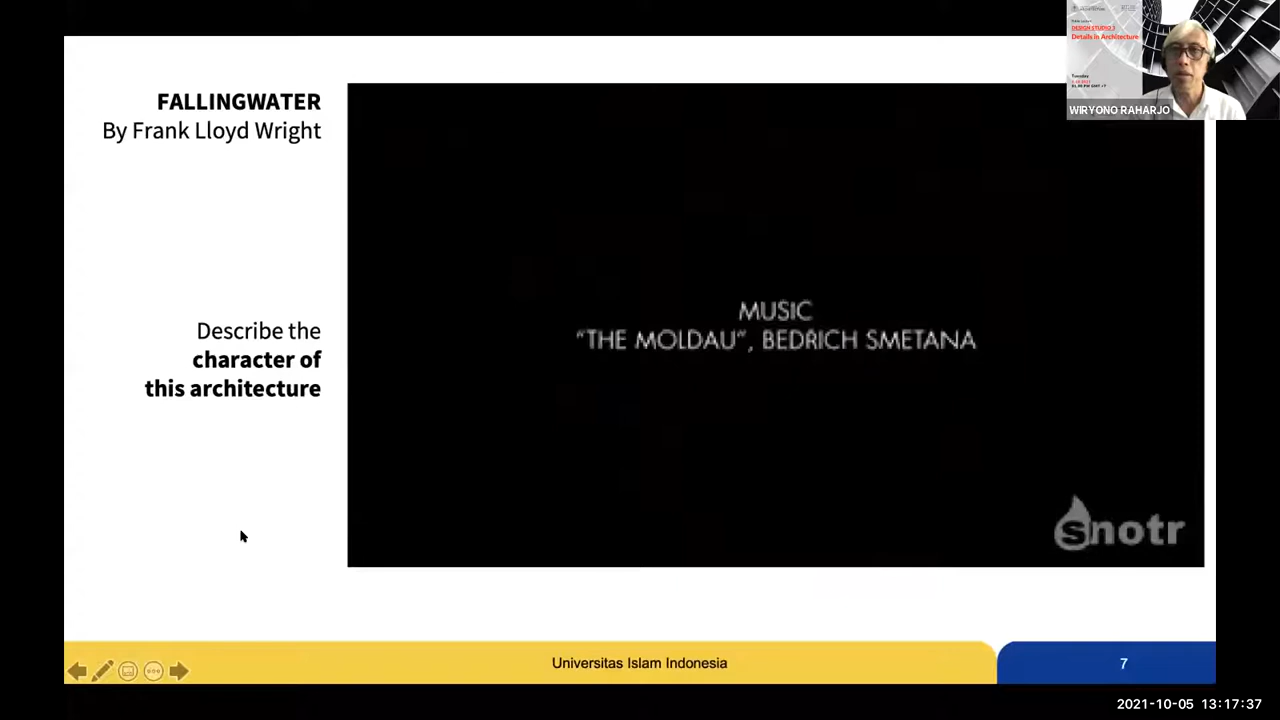 FALLINGWATER
By Frank Lloyd Wright
Describe the
character of
this architecture
MUSIC
"THE MOLDAU", BEDRICH SMETANA
snotr
DESIGN STUDIO 3
Details in Architecture
Tuesday
WIRYONO RAHARJO
Universitas Islam Indonesia
7
2021-10-05 13:17:37